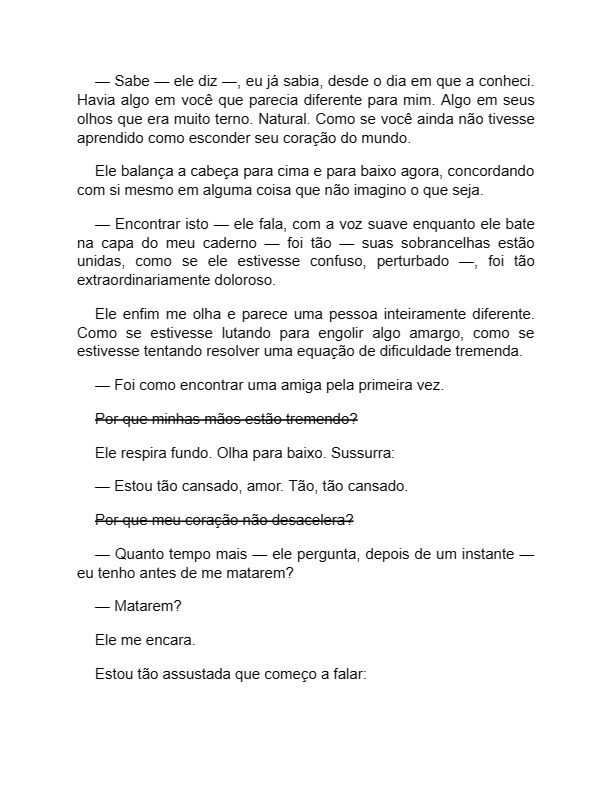 — Sabe — ele diz —, eu já sabia, desde o dia em que a conheci.
Havia algo em você que parecia diferente para mim. Algo em seus
olhos que era muito terno. Natural. Como se você ainda não tivesse
aprendido como esconder seu coração do mundo.
Ele balança a cabeça para cima e para baixo agora, concordando
com si mesmo em alguma coisa que não imagino o que seja.
— Encontrar isto — ele fala, com a voz suave enquanto ele bate
na capa do meu caderno — foi tão — suas sobrancelhas estão
unidas, como se ele estivesse confuso, perturbado —, foi tão
extraordinariamente doloroso.
Ele enfim me olha e parece uma pessoa inteiramente diferente.
Como se estivesse lutando para engolir algo amargo, como se
estivesse tentando resolver uma equação de dificuldade tremenda.
— Foi como encontrar uma amiga pela primeira vez.
Por que minhas mãos estão tremendo?
Ele respira fundo. Olha para baixo. Sussurra:
— Estou tão cansado, amor. Tão, tão cansado.
Por que meu coração não desacelera?
— Quanto tempo mais — ele pergunta, depois de um instante —
eu tenho antes de me matarem?
— Matarem?
Ele me encara.
Estou tão assustada que começo a falar: